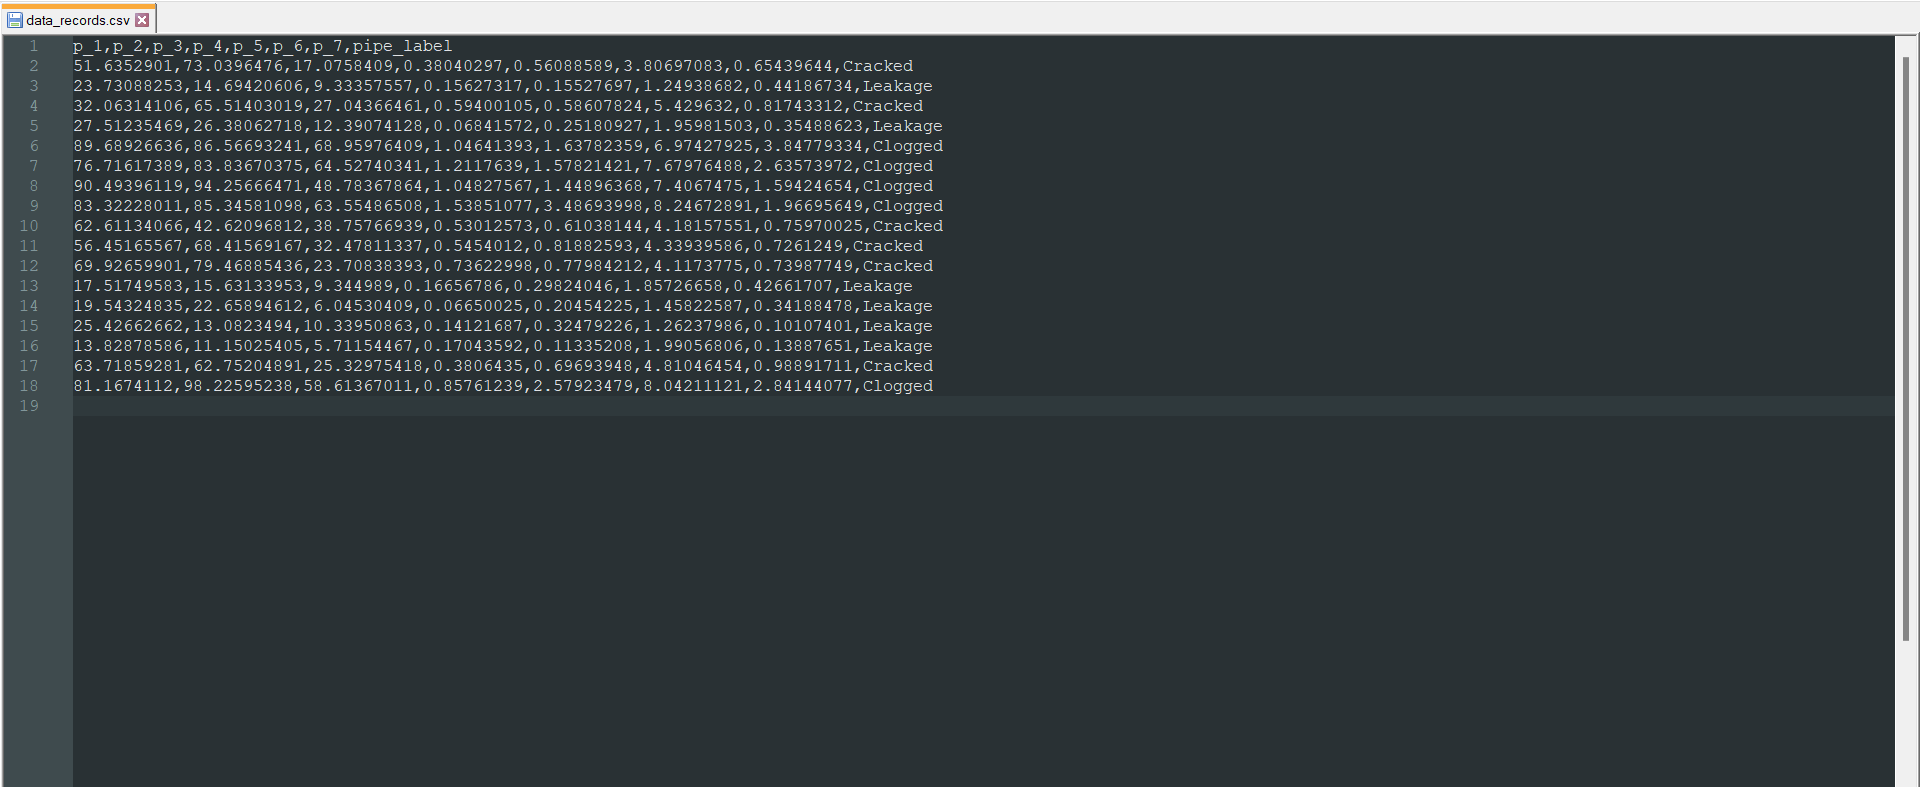 data_records.csv
1 p_1,p_2,p_3,p_4,p_5,p_6,p_7,pipe_label
2 51.6352901,73.0396476,17.0758409,0.38040297,0.56088589,3.80697083,0.65439644,Cracked
3 23.73088253,14.69420606,9.33357557,0.15627317,0.15527697,1.24938682,0.44186734,Leakage
4 32.06314106,65.51403019,27.04366461,0.59400105,0.58607824,5.429632,0.81743312,Cracked
5 27.51235469,26.38062718,12.39074128,0.06841572,0.25180927,1.95981503,0.35488623,Leakage
6 89.68926636,86.56693241,68.95976409,1.04641393,1.63782359,6.97427925,3.84779334,Clogged
7 76.71617389,83.83670375,64.52740341,1.2117639,1.57821421,7.67976488,2.63573972,Clogged
8 90.49396119,94.25666471,48.78367864,1.04827567,1.44896368,7.4067475,1.59424654,Clogged
9 83.32228011,85.34581098,63.55486508,1.53851077,3.48693998,8.24672891,1.96695649,Clogged
10 62.61134066,42.62096812,38.75766939,0.53012573,0.61038144,4.18157551,0.75970025,Cracked
11 56.45165567,68.41569167,32.47811337,0.5454012,0.81882593,4.33939586,0.7261249,Cracked
12 69.92659901,79.46885436,23.70838393,0.73622998,0.77984212,4.1173775,0.73987749,Cracked
13 17.51749583,15.63133953,9.344989,0.16656786,0.29824046,1.85726658,0.42661707,Leakage
14 19.54324835,22.65894612,6.04530409,0.06650025,0.20454225,1.45822587,0.34188478,Leakage
15 25.42662662,13.0823494,10.33950863,0.14121687,0.32479226,1.26237986,0.10107401,Leakage
16 13.82878586,11.15025405,5.71154467,0.17043592,0.11335208,1.99056806,0.13887651,Leakage
17 63.71859281,62.75204891,25.32975418,0.3806435,0.69693948,4.81046454,0.98891711,Cracked
18 81.1674112,98.22595238,58.61367011,0.85761239,2.57923479,8.04211121,2.84144077,Clogged
19